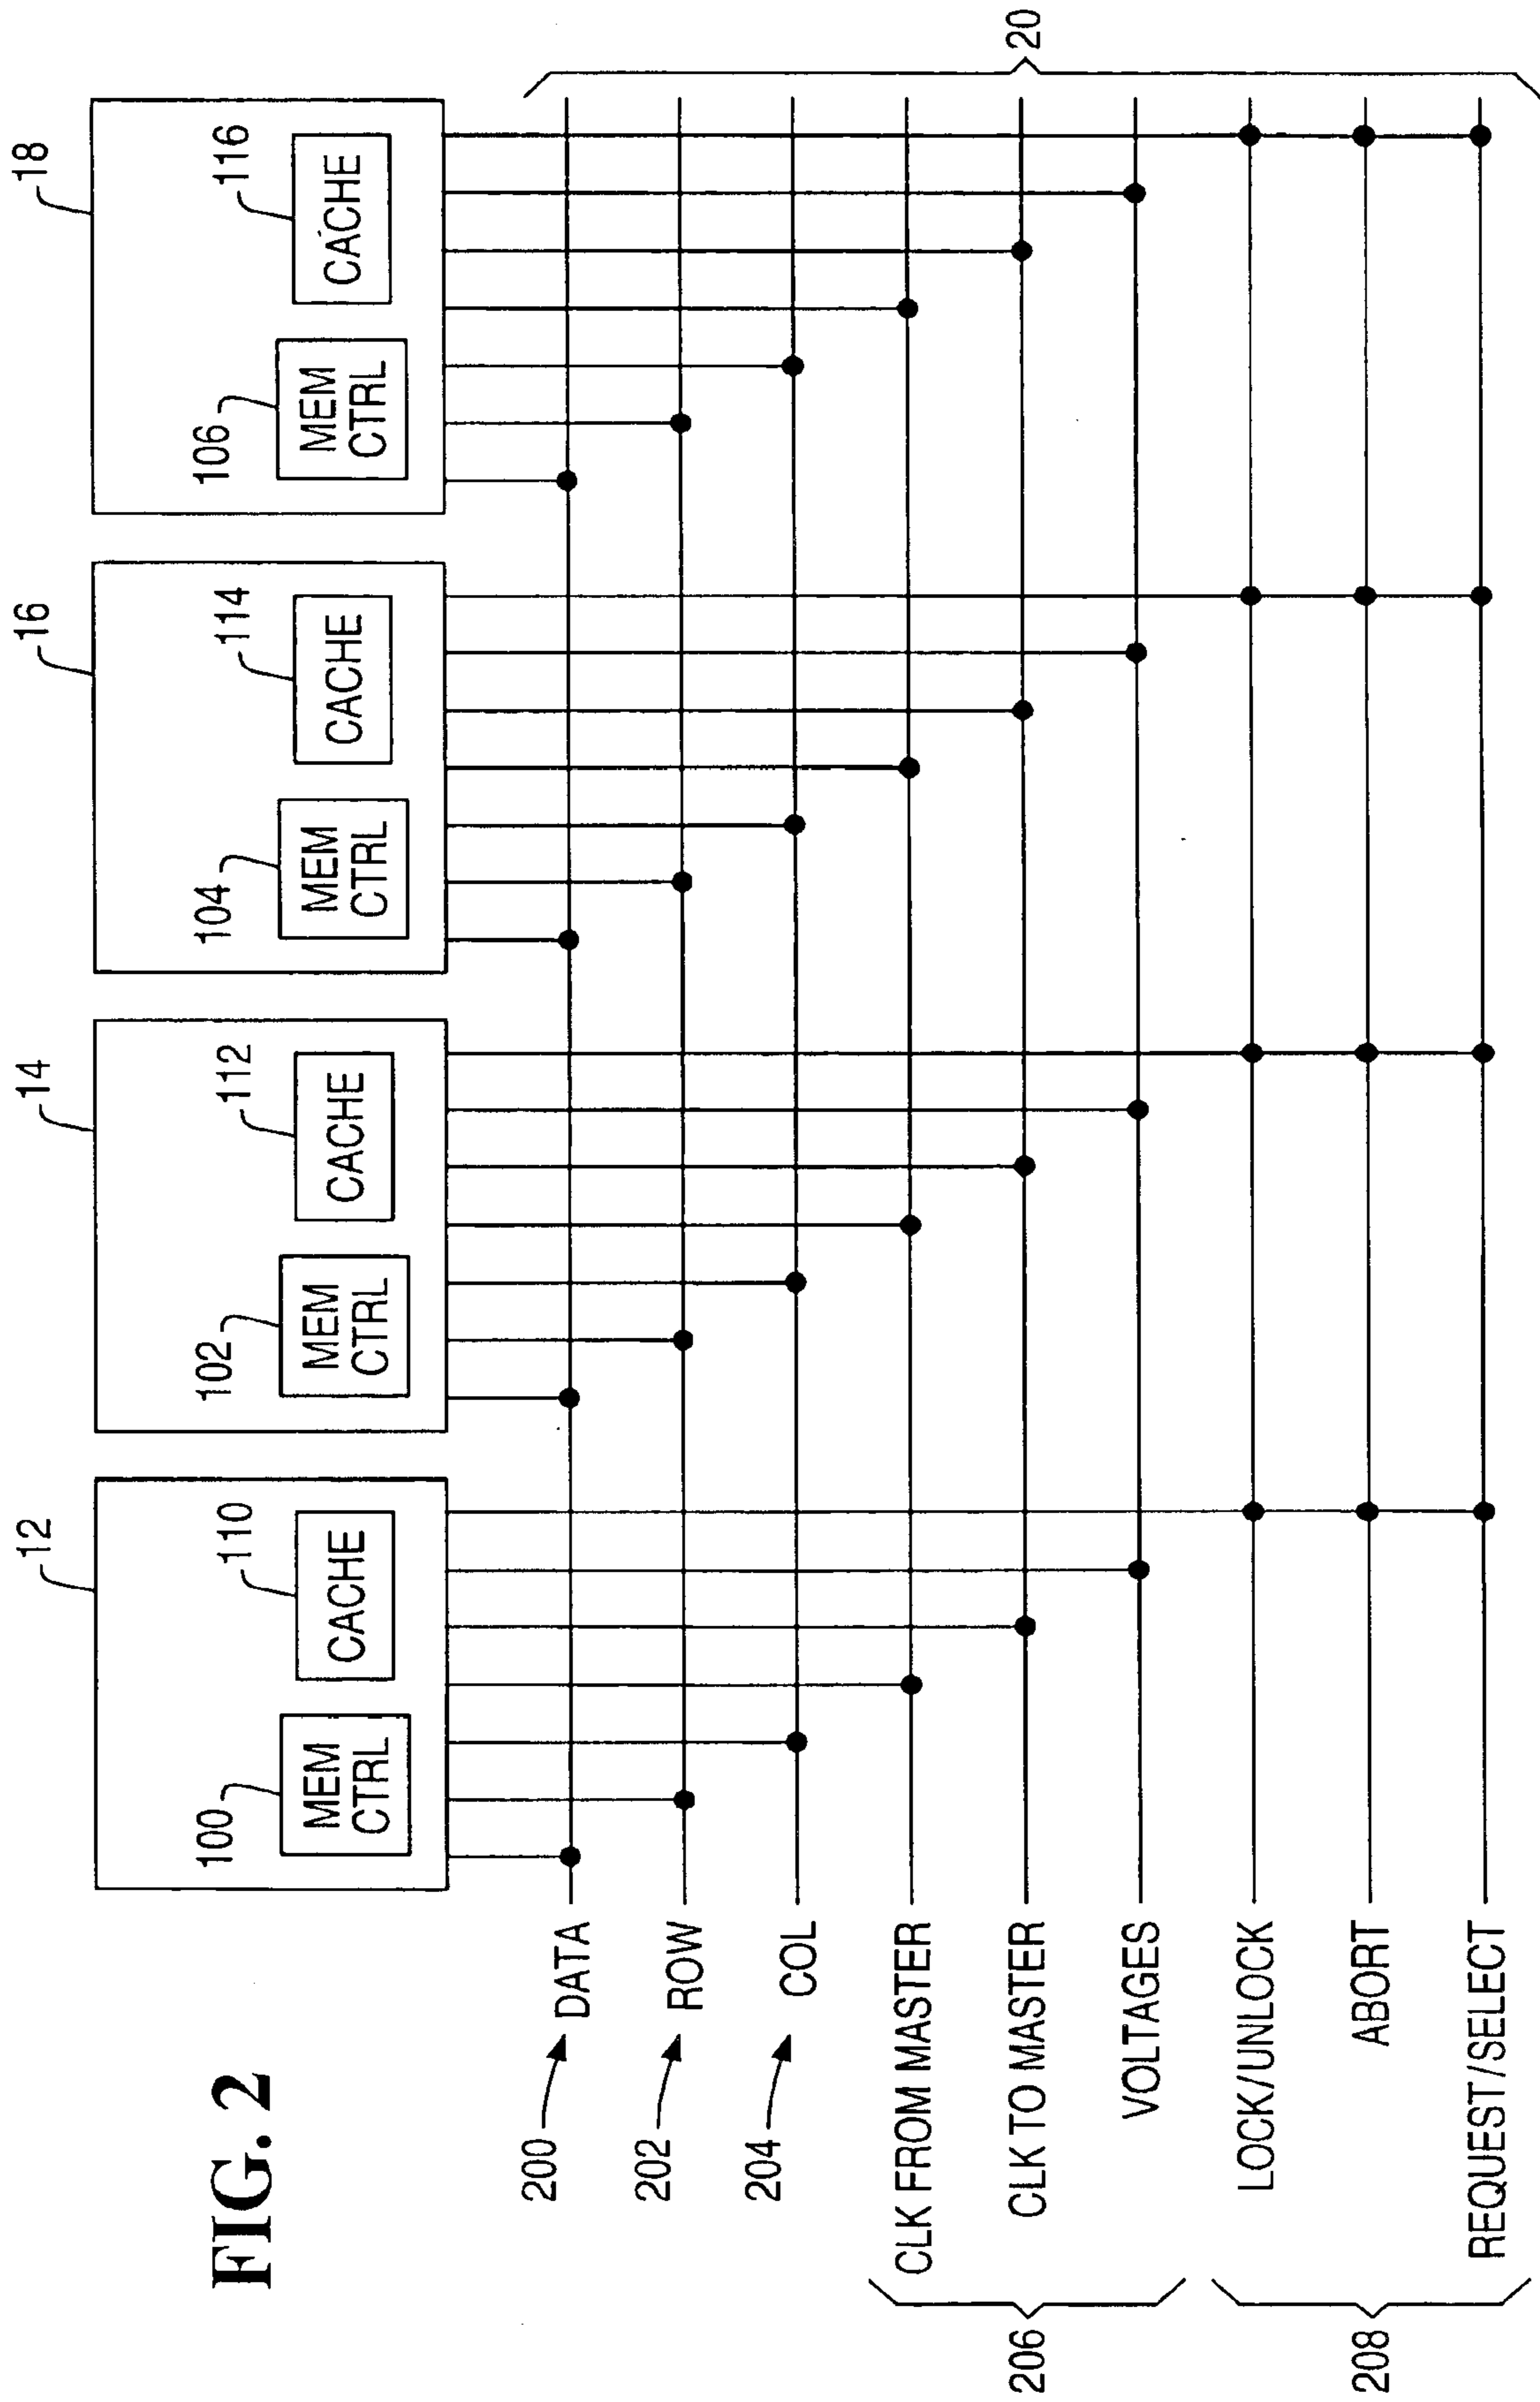 FIG. 2
12
14
16
18
100
MEM
CTRL
110
CACHE
102
MEM
CTRL
112
CACHE
104
MEM
CTRL
114
CACHE
106
MEM
CTRL
116
CACHE
200
DATA
202
ROW
204
COL
206
CLK FROM MASTER
CLK TO MASTER
VOLTAGES
208
LOCK/UNLOCK
ABORT
REQUEST/SELECT
20